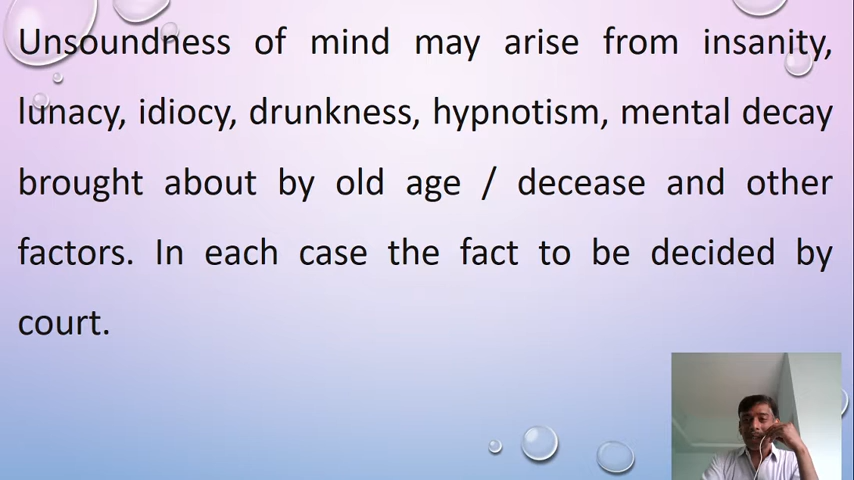 Unsoundness of mind may arise from insanity,
lunacy, idiocy, drunkness, hypnotism, mental decay
brought about by old age / decease and other
factors. In each case the fact to be decided by
court.